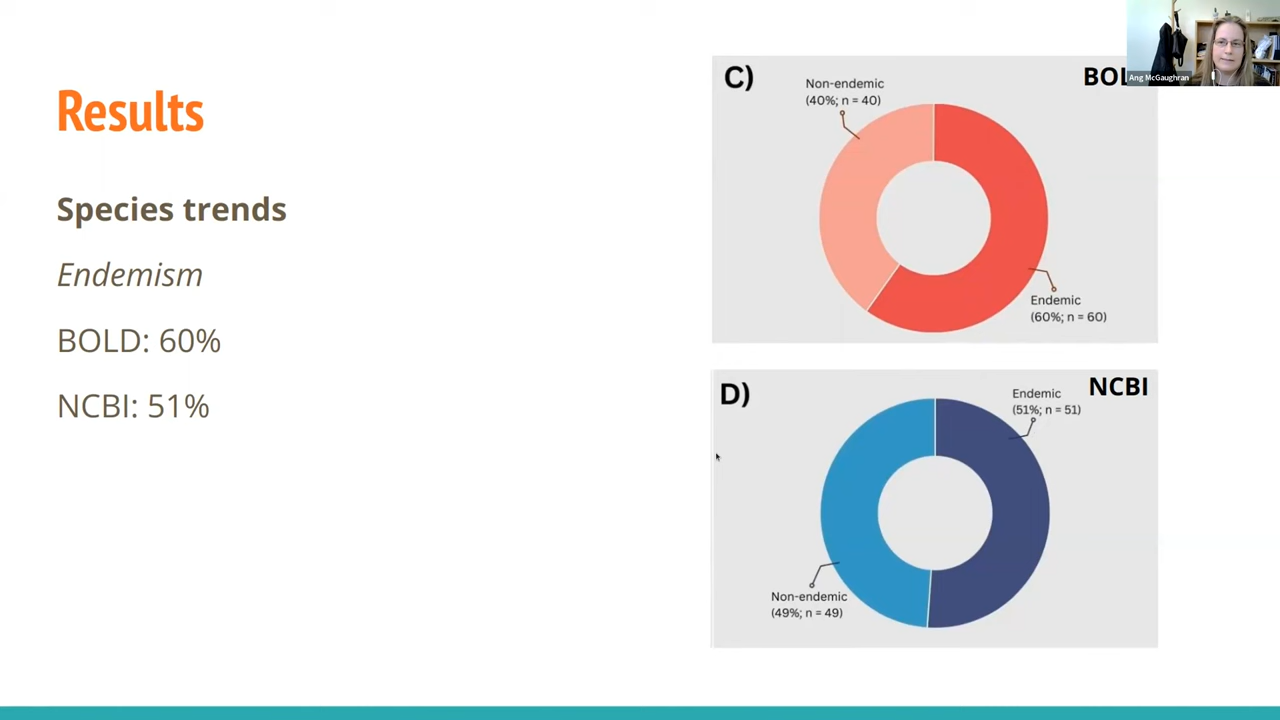 Results
Species trends
Endemism
BOLD: 60%
NCBI: 51%
C)
Non-endemic
(40%; n = 40)
Endemic
(60%; n = 60)
Ang McGaughran
D)
NCBI
Endemic
(51%; n = 51)
Non-endemic
(49%; n = 49)